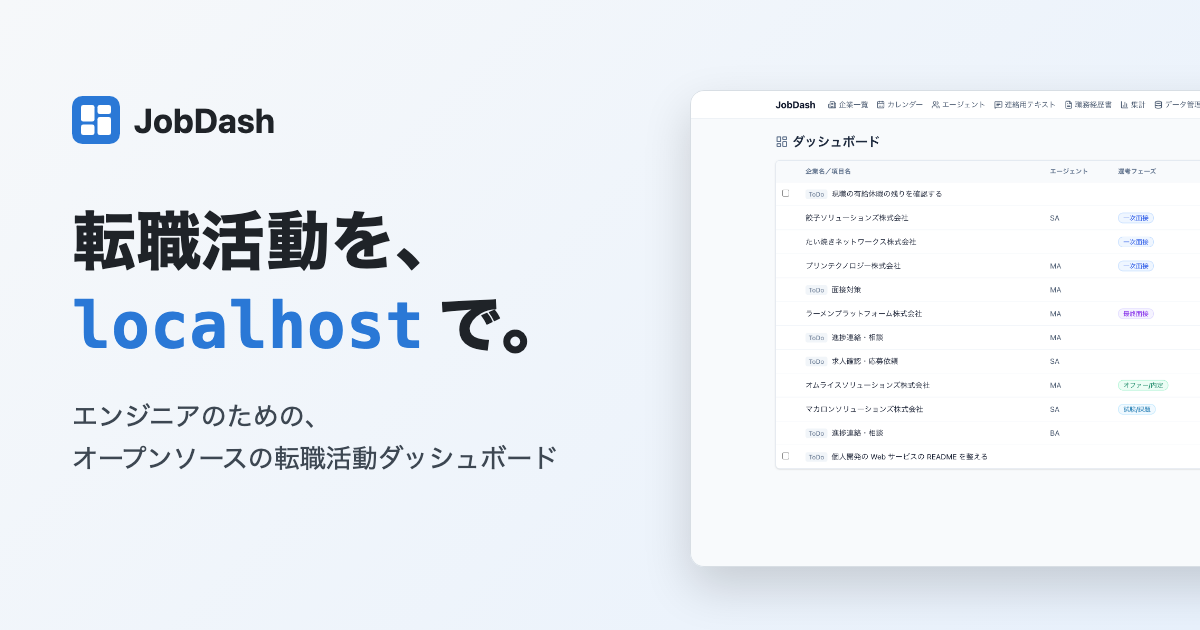 JobDash
転職活動を、
localhost で。
エンジニアのための、
オープンソースの転職活動ダッシュボード
JobDash 企業一覧 カレンダー エージェント 連絡用テキスト 職務経歴書 集計 データ管理
ダッシュボード
企業名／項目名 エージェント 選考フェーズ
ToDo 現職の有給休暇の残りを確認する
餃子ソリューションズ株式会社 SA 一次面接
たい焼きネットワークス株式会社 一次面接
プリンテクノロジー株式会社 MA 一次面接
ToDo 面接対策 MA
ラーメンプラットフォーム株式会社 MA 最終面接
ToDo 進捗連絡・相談 MA
ToDo 求人確認・応募依頼 SA
オムライスソリューションズ株式会社 MA オファー/内定
マカロンソリューションズ株式会社 SA 試験/課題
ToDo 進捗連絡・相談 BA
ToDo 個人開発の Web サービスの README を整える